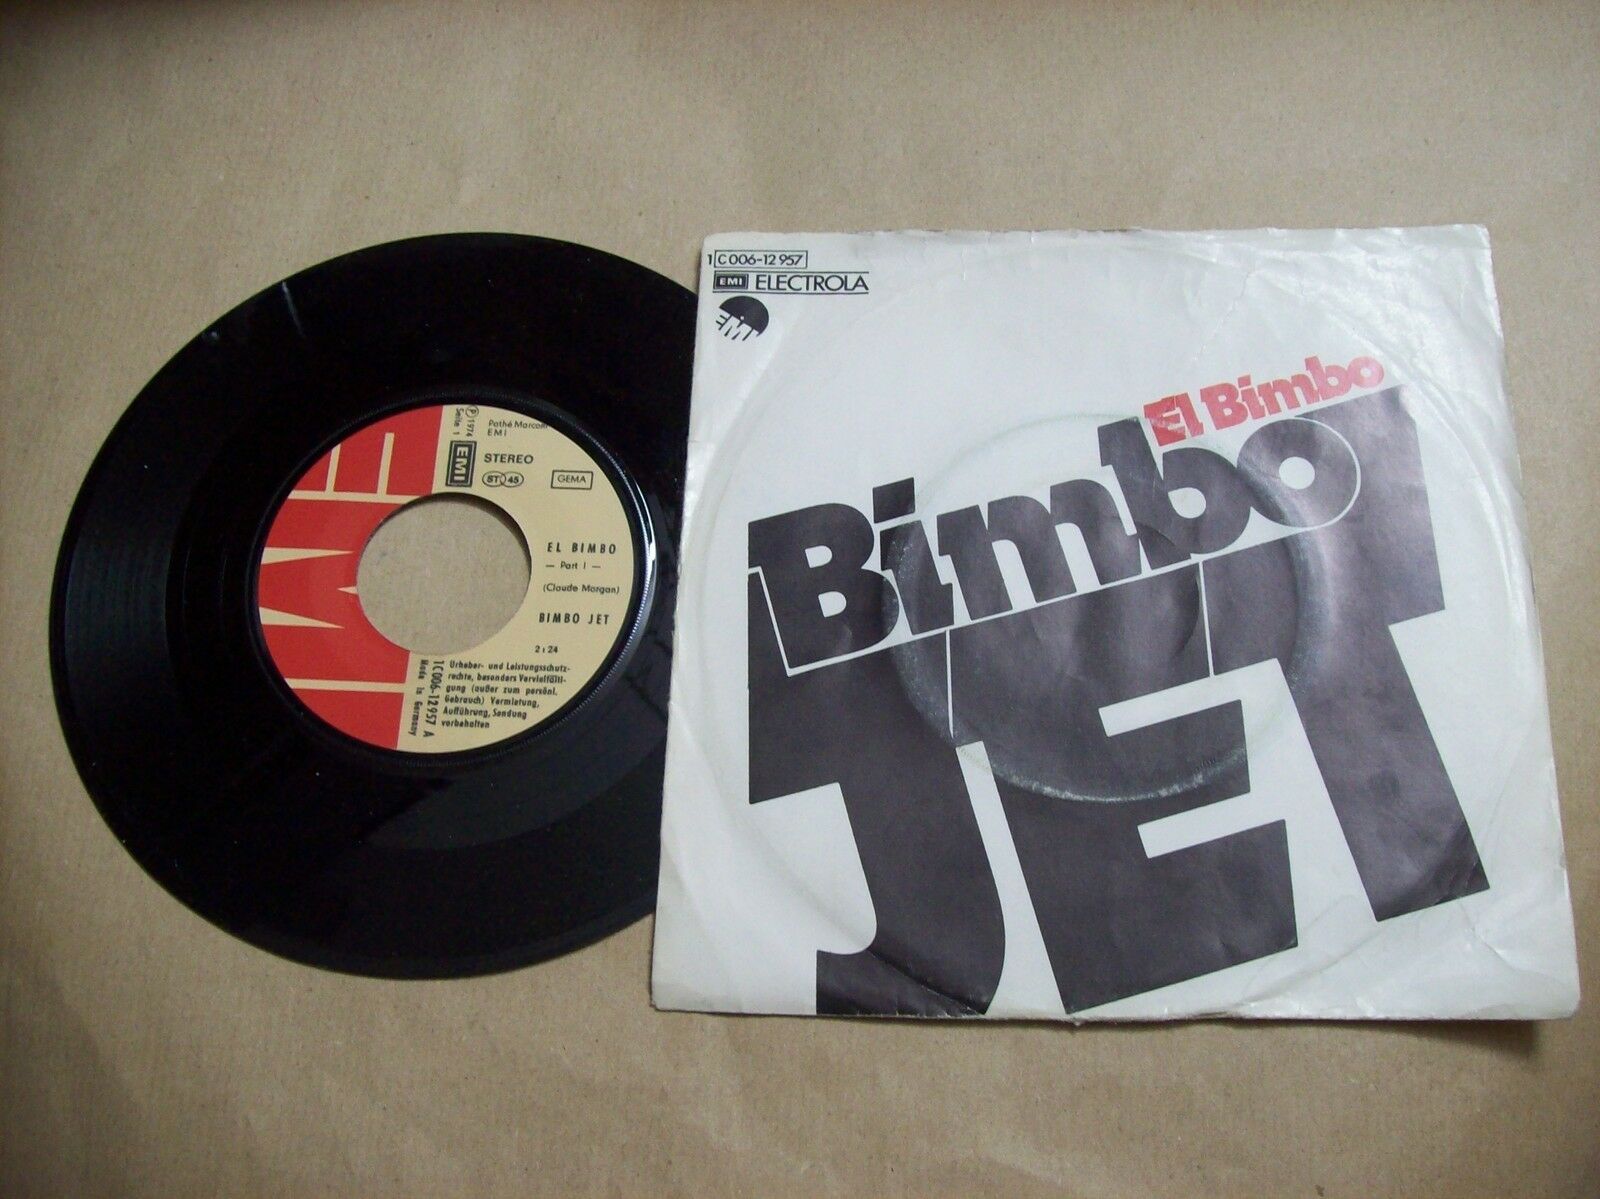 EMI
℗ 1974
Seite 1
EMI
Pathé Marconi
EMI
STEREO
ST 45
GEMA
EL BIMBO
— Part I —
(Claude Morgan)
BIMBO JET
2:24
Urheber- und Leistungsschutz-
rechte, besonders Vervielfälti-
gung (außer zum persönl.
Gebrauch) Vermietung,
Aufführung, Sendung
vorbehalten
1C006-12957 A
Made in Germany
1C 006-12 957
EMI ELECTROLA
EMI
El Bimbo
Bimbo
JET